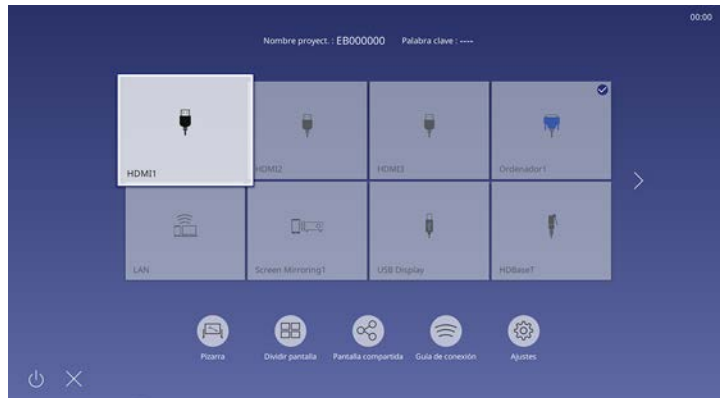 00:00
Nombre proyect. : EB000000 Palabra clave : ----
HDMI1
HDMI2
HDMI3
Ordenador1
LAN
Screen Mirroring1
USB Display
HDBaseT
Pizarra
Dividir pantalla
Pantalla compartida
Guía de conexión
Ajustes